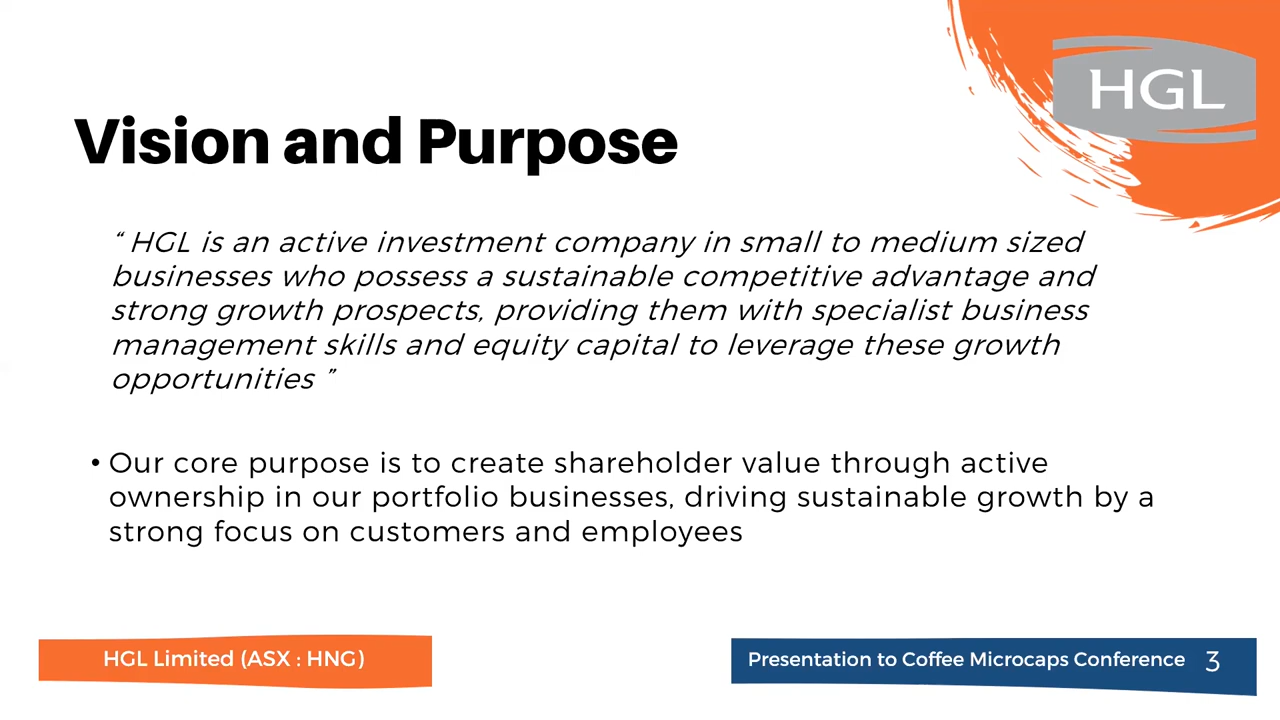 HGL
Vision and Purpose
“ HGL is an active investment company in small to medium sized
businesses who possess a sustainable competitive advantage and
strong growth prospects, providing them with specialist business
management skills and equity capital to leverage these growth
opportunities ”
• Our core purpose is to create shareholder value through active
ownership in our portfolio businesses, driving sustainable growth by a
strong focus on customers and employees
HGL Limited (ASX : HNG)
Presentation to Coffee Microcaps Conference 3